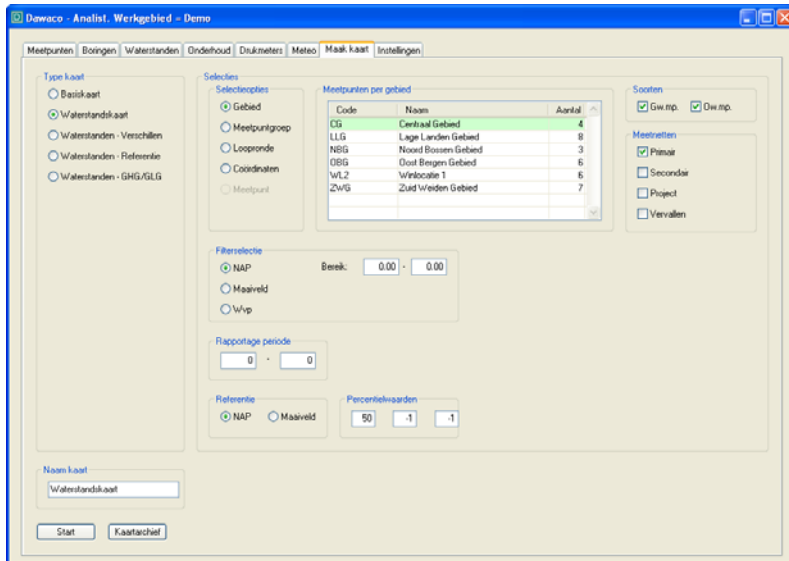 Dawaco - Analist. Werkgebied = Demo
Meetpunten Boringen Waterstanden Onderhoud Drukmeters Meteo Maak kaart Instellingen
Type kaart
Basiskaart
Waterstandskaart
Waterstanden - Verschillen
Waterstanden - Referentie
Waterstanden - GHG/GLG
Selecties
Selectieopties
Gebied
Meetpuntgroep
Loopronde
Coördinaten
Meetpunt
Meetpunten per gebied
Code Naam Aantal
CG Centraal Gebied 4
LLG Lage Landen Gebied 8
NBG Noord Bossen Gebied 3
OBG Oost Bergen Gebied 6
WL2 Winlocatie 1 6
ZWG Zuid Weiden Gebied 7
Soorten
Gw.mp. Ow.mp.
Meetnetten
Primair
Secondair
Project
Vervallen
Filterselectie
NAP Bereik: 0.00 - 0.00
Maaiveld
Wvp
Rapportage periode
0 - 0
Referentie
NAP Maaiveld
Percentielwaarden
50 -1 -1
Naam kaart
Waterstandskaart
Start Kaartarchief